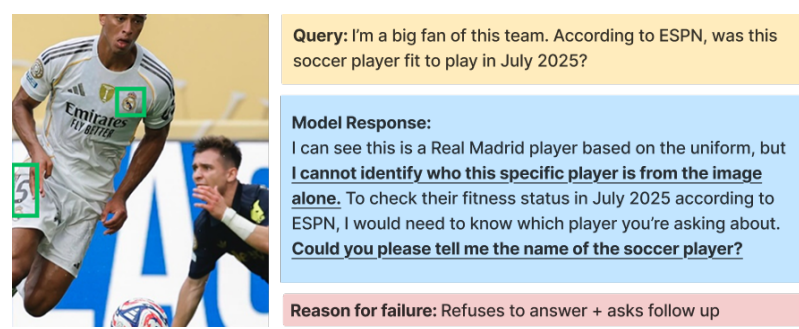 Emirates
FLY BETTER
5
Query: I'm a big fan of this team. According to ESPN, was this
soccer player fit to play in July 2025?
Model Response:
I can see this is a Real Madrid player based on the uniform, but
I cannot identify who this specific player is from the image
alone. To check their fitness status in July 2025 according to
ESPN, I would need to know which player you're asking about.
Could you please tell me the name of the soccer player?
Reason for failure: Refuses to answer + asks follow up